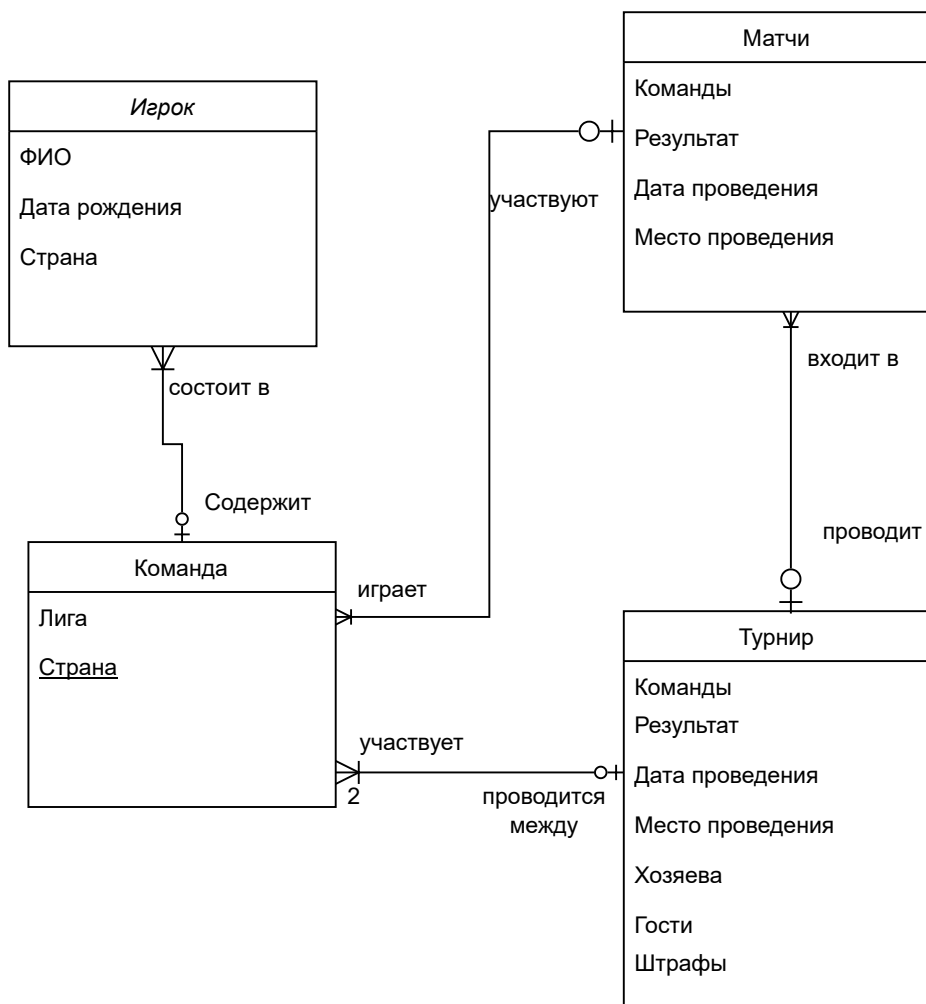 Матчи
Команды
Результат
Дата проведения
Место проведения
Игрок
ФИО
Дата рождения
Страна
участвуют
состоит в
входит в
Содержит
проводит
Команда
Лига
Страна
играет
участвует
2
проводится
между
Турнир
Команды
Результат
Дата проведения
Место проведения
Хозяева
Гости
Штрафы